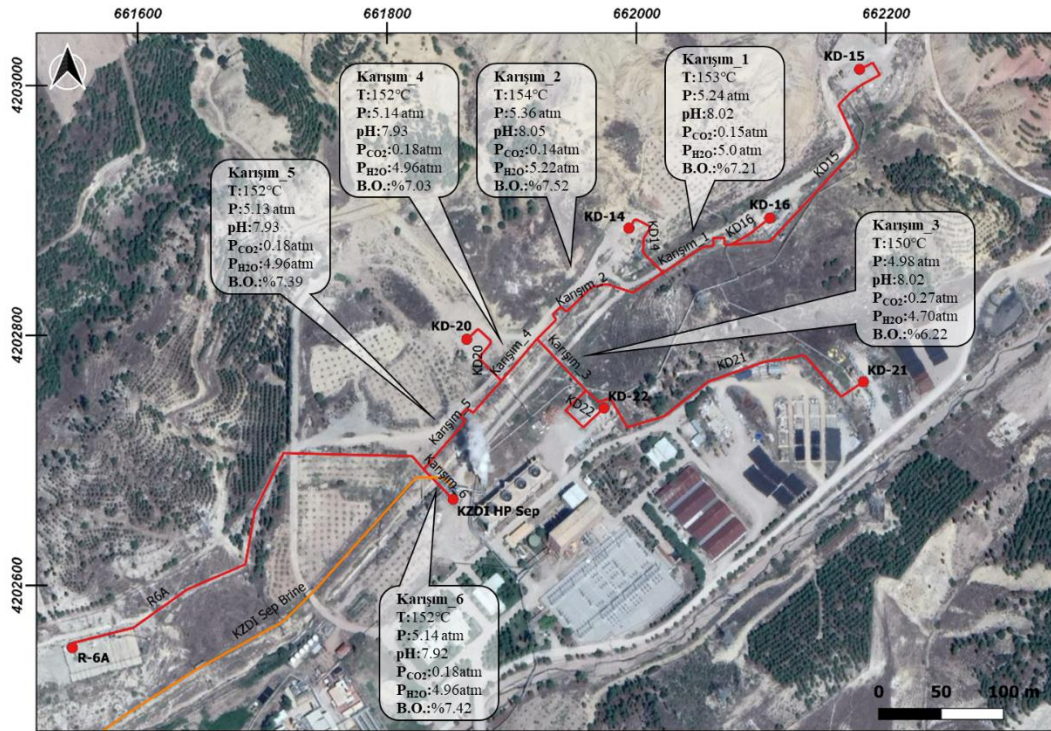 661600
661800
662000
662200
4203000
4202800
4202600
Karışım_4
T:152°C
P:5.14 atm
pH:7.93
PCO2:0.18atm
PH2O:4.96atm
B.O.:%7.03
Karışım_2
T:154°C
P:5.36 atm
pH:8.05
PCO2:0.14atm
PH2O:5.22atm
B.O.:%7.52
Karışım_1
T:153°C
P:5.24 atm
pH:8.02
PCO2:0.15atm
PH2O:5.0 atm
B.O.:%7.21
KD-15
KD15
Karışım_5
T:152°C
P:5.13 atm
pH:7.93
PCO2:0.18atm
PH2O:4.96atm
B.O.:%7.39
KD-14
KD14
Karışım_1
KD16
KD-16
Karışım_3
T:150°C
P:4.98 atm
pH:8.02
PCO2:0.27atm
PH2O:4.70atm
B.O.:%6.22
Karışım_2
KD-20
KD20
Karışım_4
Karışım_3
KD21
KD-21
KD22
KD-22
Karışım_5
Karışım_6
KZD1 HP Sep
R6A
KZD1 Sep Brine
R-6A
Karışım_6
T:152°C
P:5.14 atm
pH:7.92
PCO2:0.18atm
PH2O:4.96atm
B.O.:%7.42
0 50 100 m